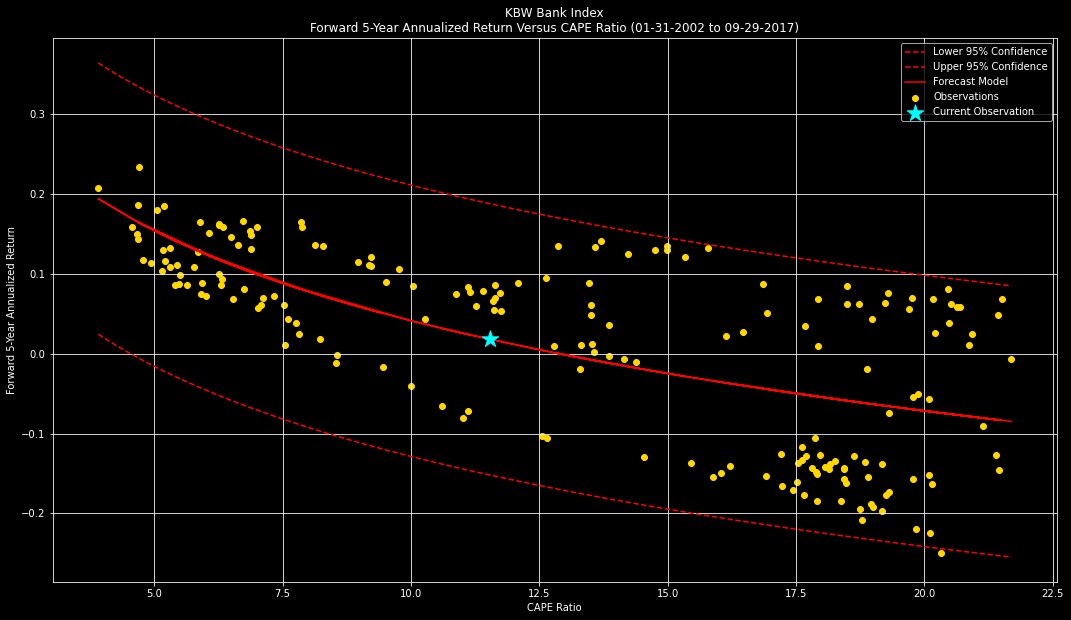 KBW Bank Index
Forward 5-Year Annualized Return Versus CAPE Ratio (01-31-2002 to 09-29-2017)
Lower 95% Confidence
Upper 95% Confidence
Forecast Model
Observations
Current Observation
Forward 5-Year Annualized Return
0.3
0.2
0.1
0.0
−0.1
−0.2
5.0 7.5 10.0 12.5 15.0 17.5 20.0 22.5
CAPE Ratio